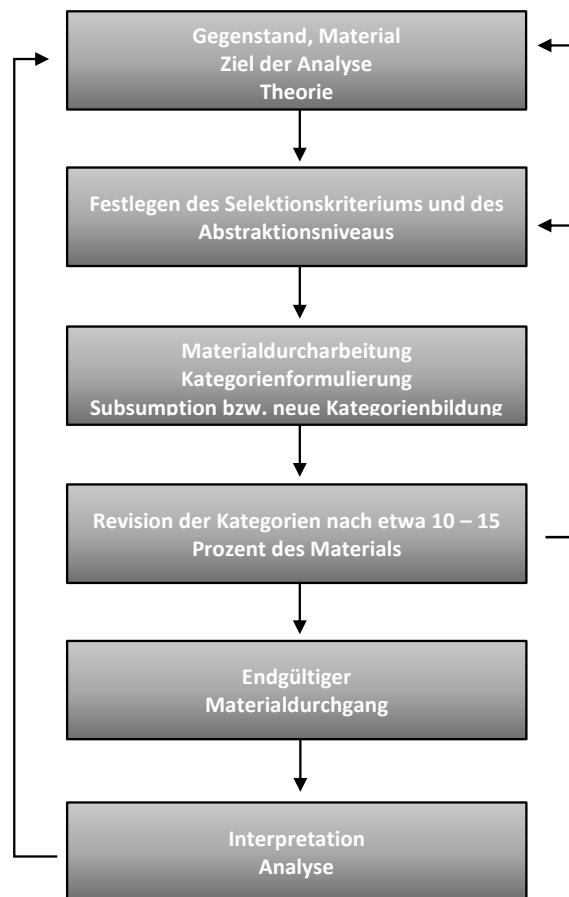 Gegenstand, Material
Ziel der Analyse
Theorie
Festlegen des Selektionskriteriums und des
Abstraktionsniveaus
Materialdurcharbeitung
Kategorienformulierung
Subsumption bzw. neue Kategorienbildung
Revision der Kategorien nach etwa 10 – 15
Prozent des Materials
Endgültiger
Materialdurchgang
Interpretation
Analyse